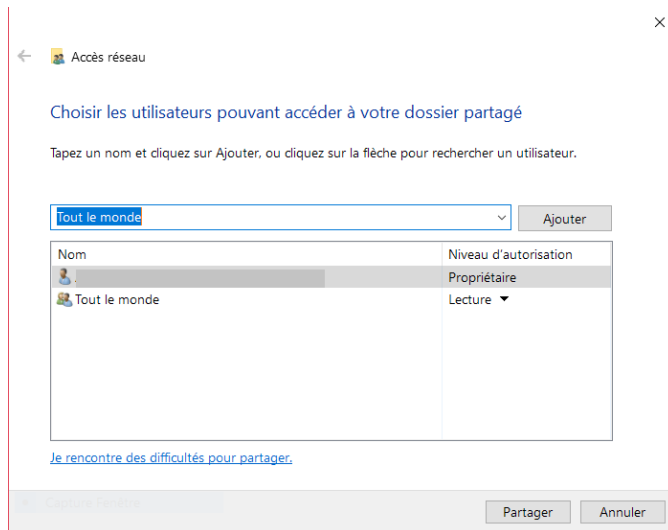 Accès réseau
Choisir les utilisateurs pouvant accéder à votre dossier partagé
Tapez un nom et cliquez sur Ajouter, ou cliquez sur la flèche pour rechercher un utilisateur.
Tout le monde
Ajouter
Nom Niveau d'autorisation
Propriétaire
Tout le monde Lecture
Je rencontre des difficultés pour partager.
Capture Fenêtre
Partager Annuler